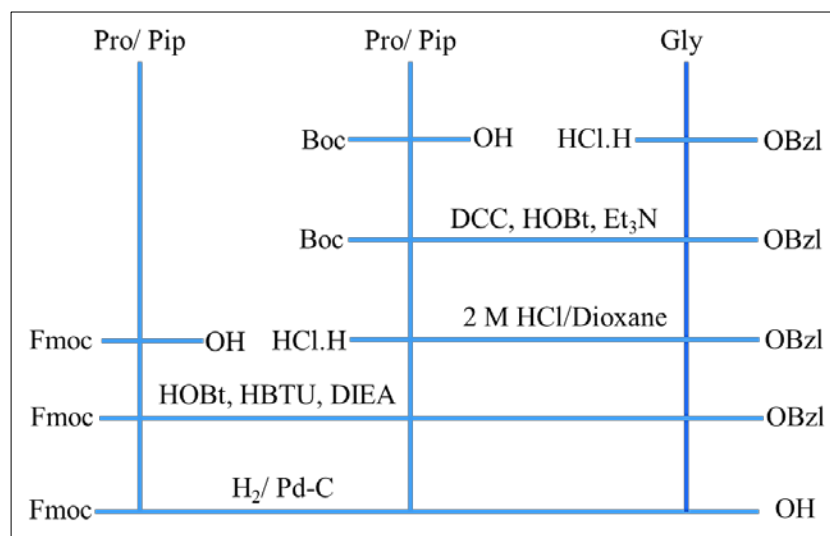 Pro/ Pip Pro/ Pip Gly
Boc OH HCl.H OBzl
DCC, HOBt, Et₃N
Boc OBzl
2 M HCl/Dioxane
Fmoc OH HCl.H OBzl
HOBt, HBTU, DIEA
Fmoc OBzl
H₂/ Pd-C
Fmoc OH